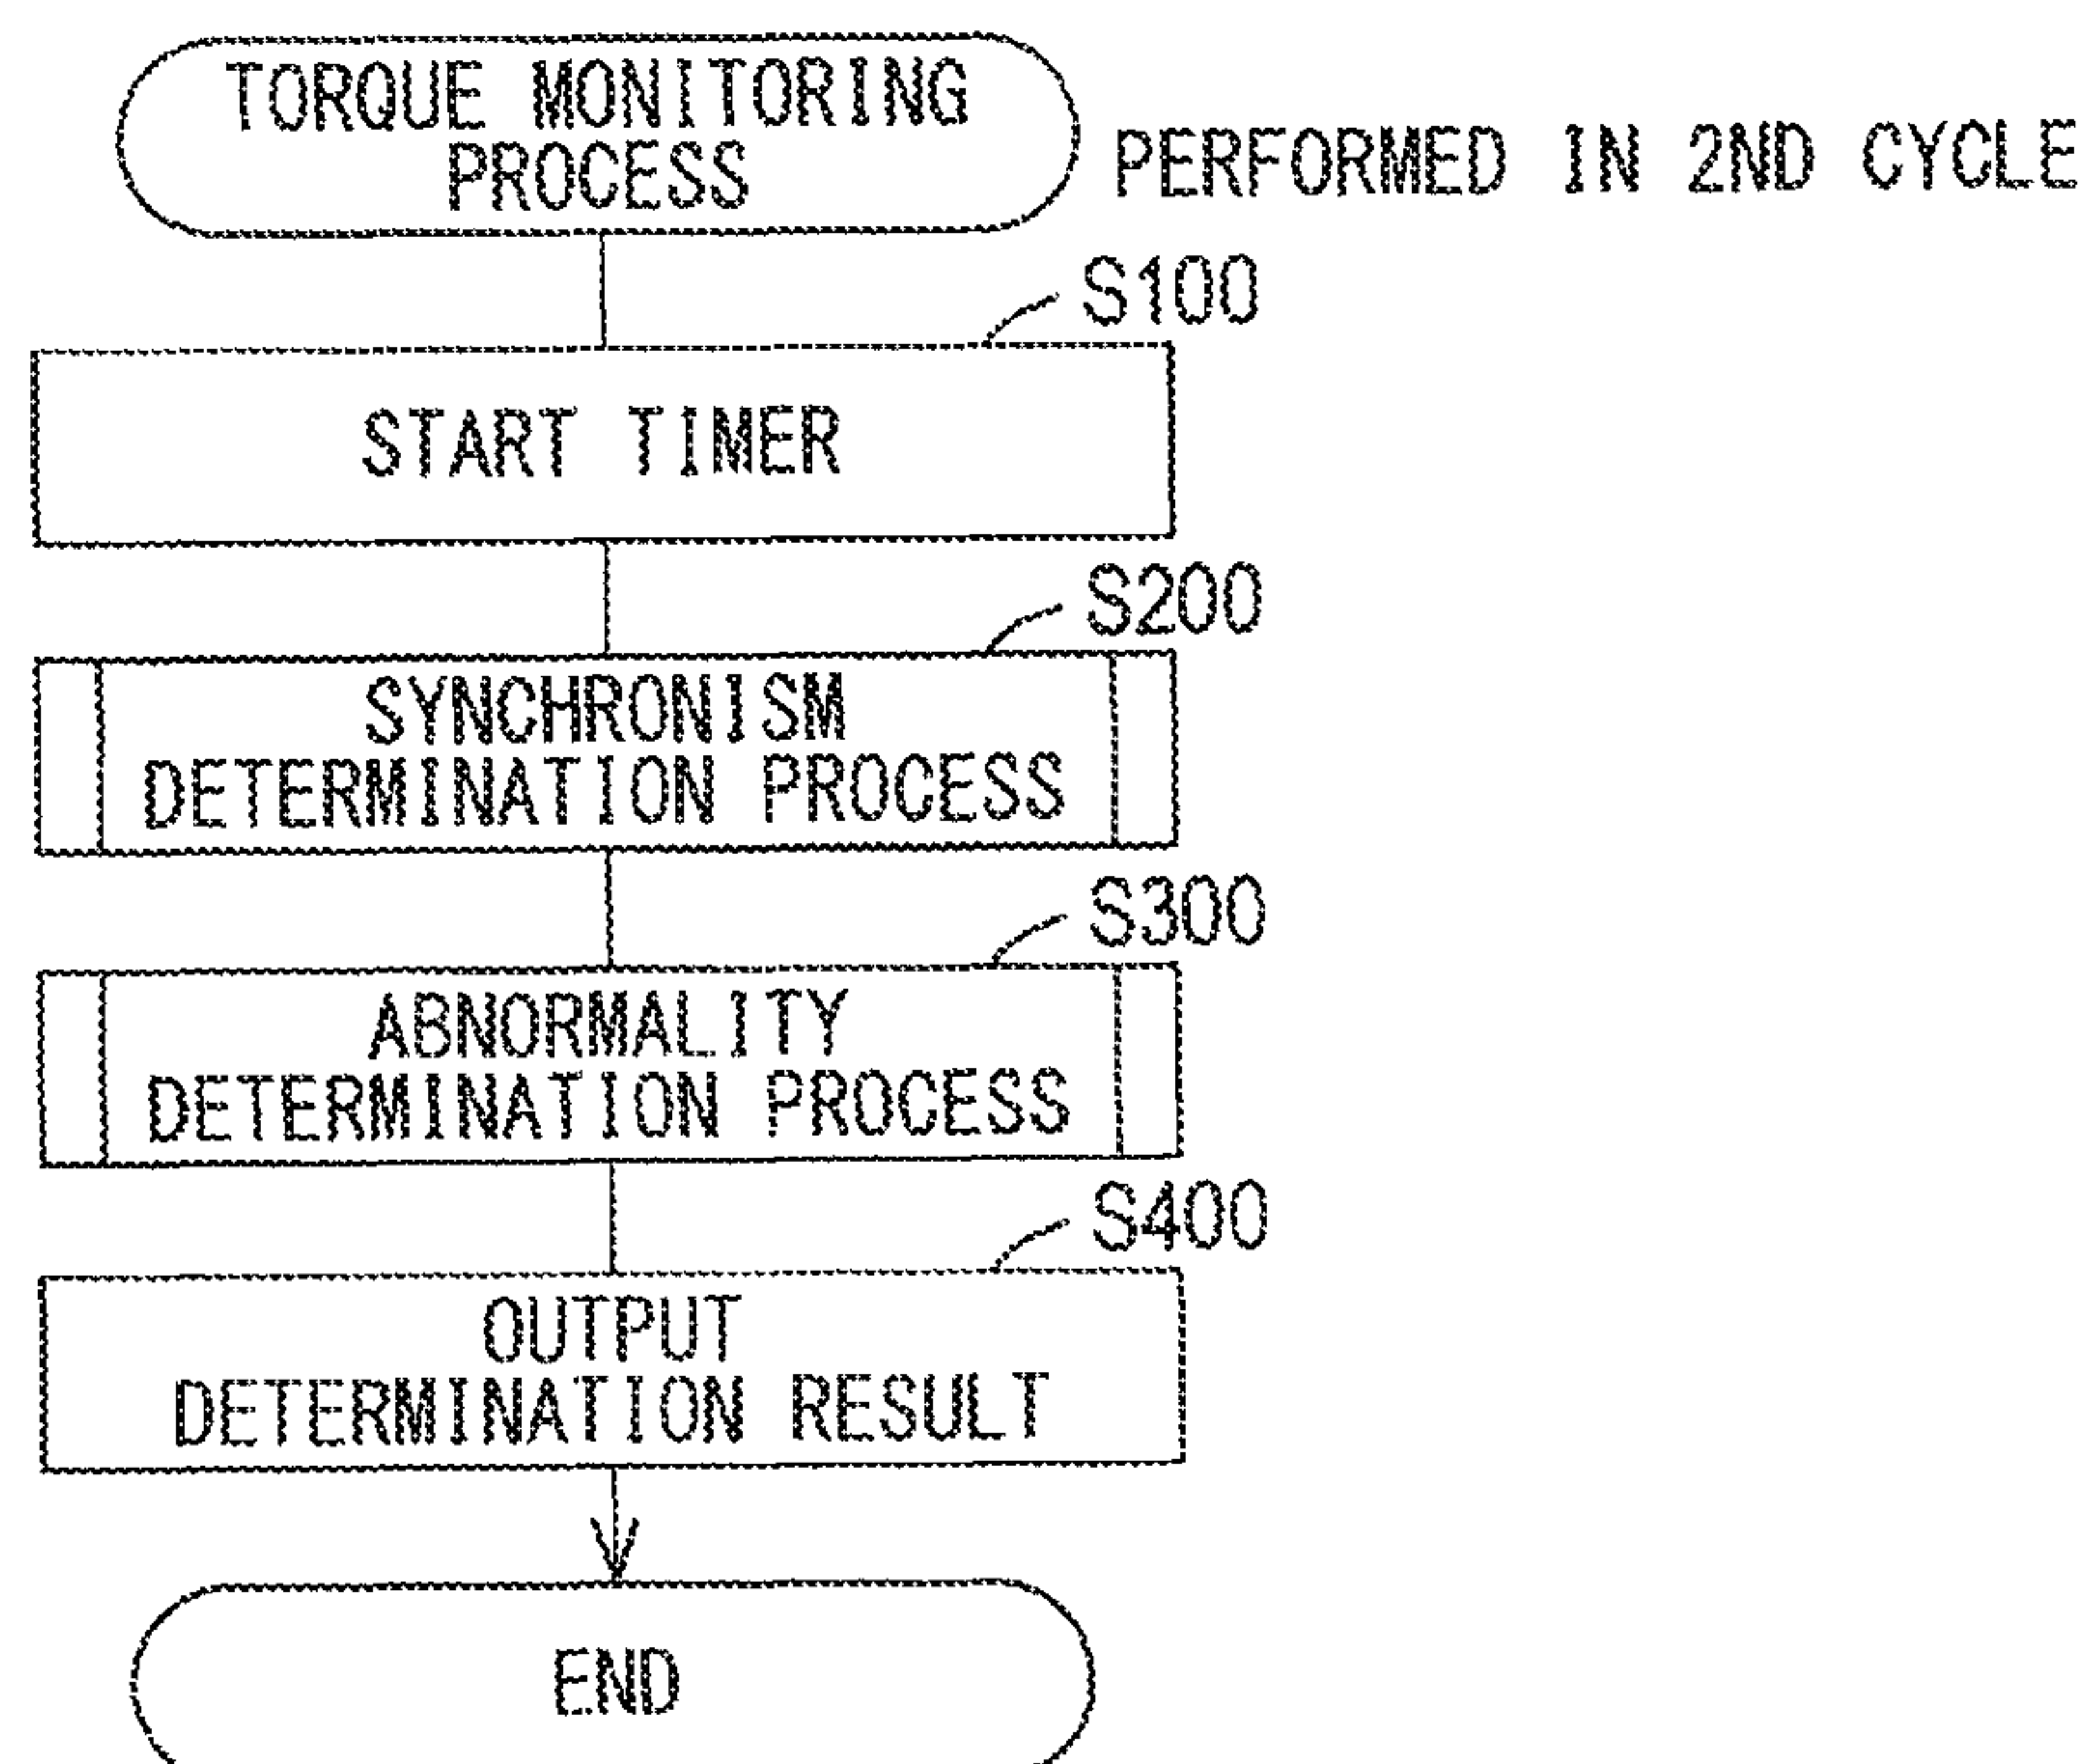 TORQUE MONITORING
PROCESS
PERFORMED IN 2ND CYCLE
S100
START TIMER
S200
SYNCHRONISM
DETERMINATION PROCESS
S300
ABNORMALITY
DETERMINATION PROCESS
S400
OUTPUT
DETERMINATION RESULT
END